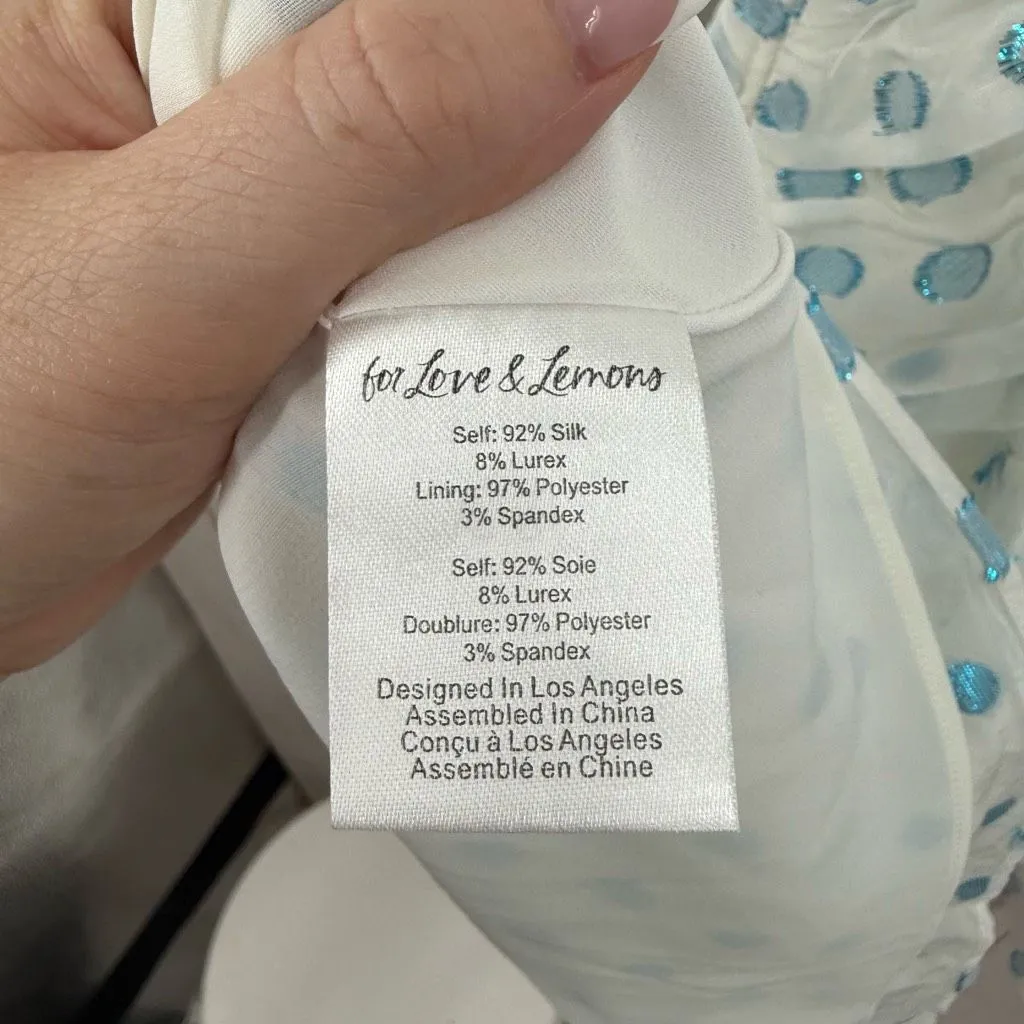 for Love & Lemons
Self: 92% Silk
8% Lurex
Lining: 97% Polyester
3% Spandex
Self: 92% Soie
8% Lurex
Doublure: 97% Polyester
3% Spandex
Designed In Los Angeles
Assembled In China
Conçu à Los Angeles
Assemblé en Chine